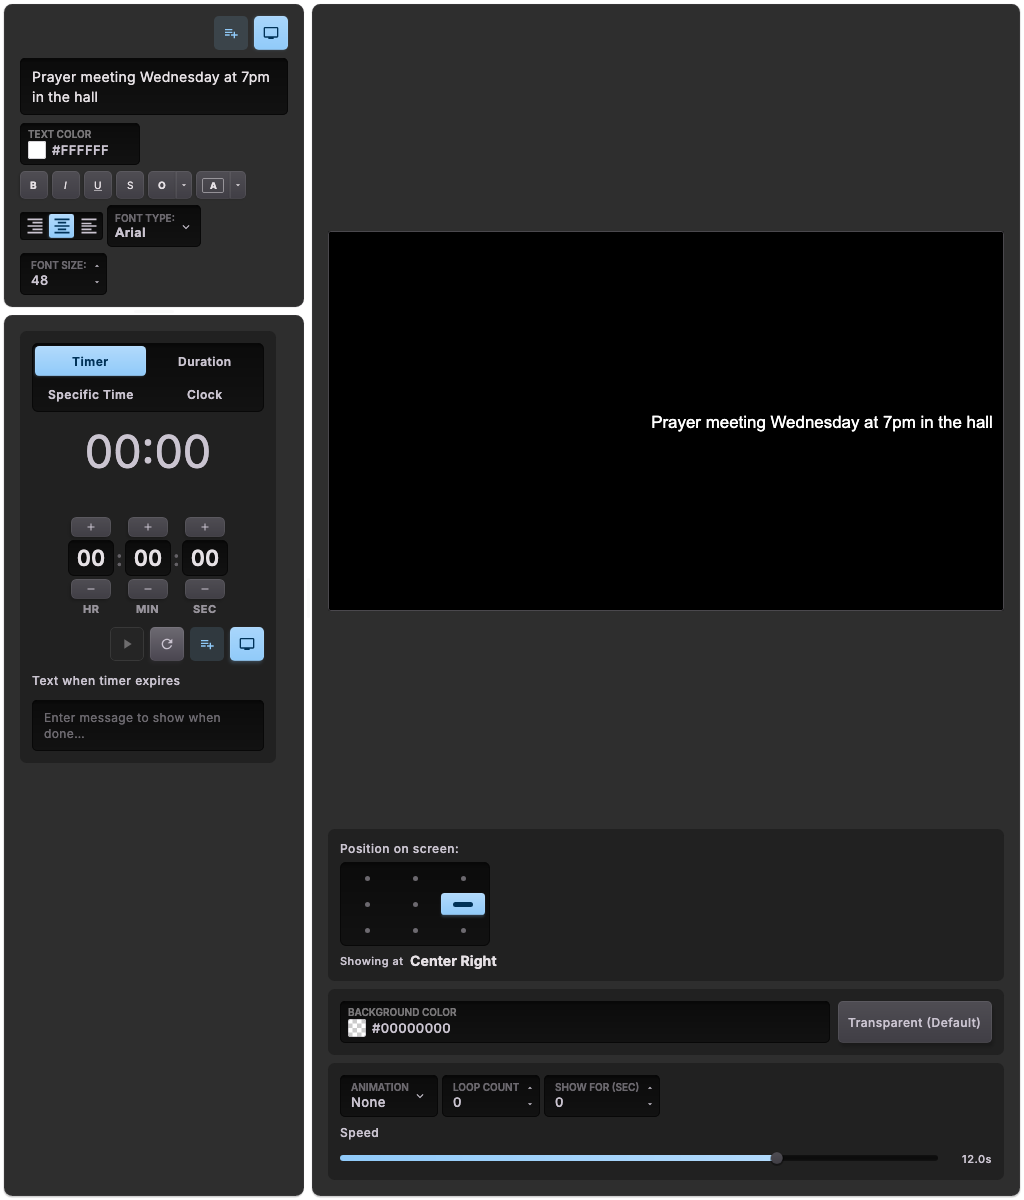 Prayer meeting Wednesday at 7pm
in the hall
TEXT COLOR
#FFFFFF
B I U S O A
FONT TYPE:
Arial
FONT SIZE:
48
Timer Duration
Specific Time Clock
00:00
+ + +
00 : 00 : 00
− − −
HR MIN SEC
Text when timer expires
Enter message to show when
done...
Prayer meeting Wednesday at 7pm in the hall
Position on screen:
Showing at Center Right
BACKGROUND COLOR
#00000000
Transparent (Default)
ANIMATION LOOP COUNT SHOW FOR (SEC)
None 0 0
Speed
12.0s